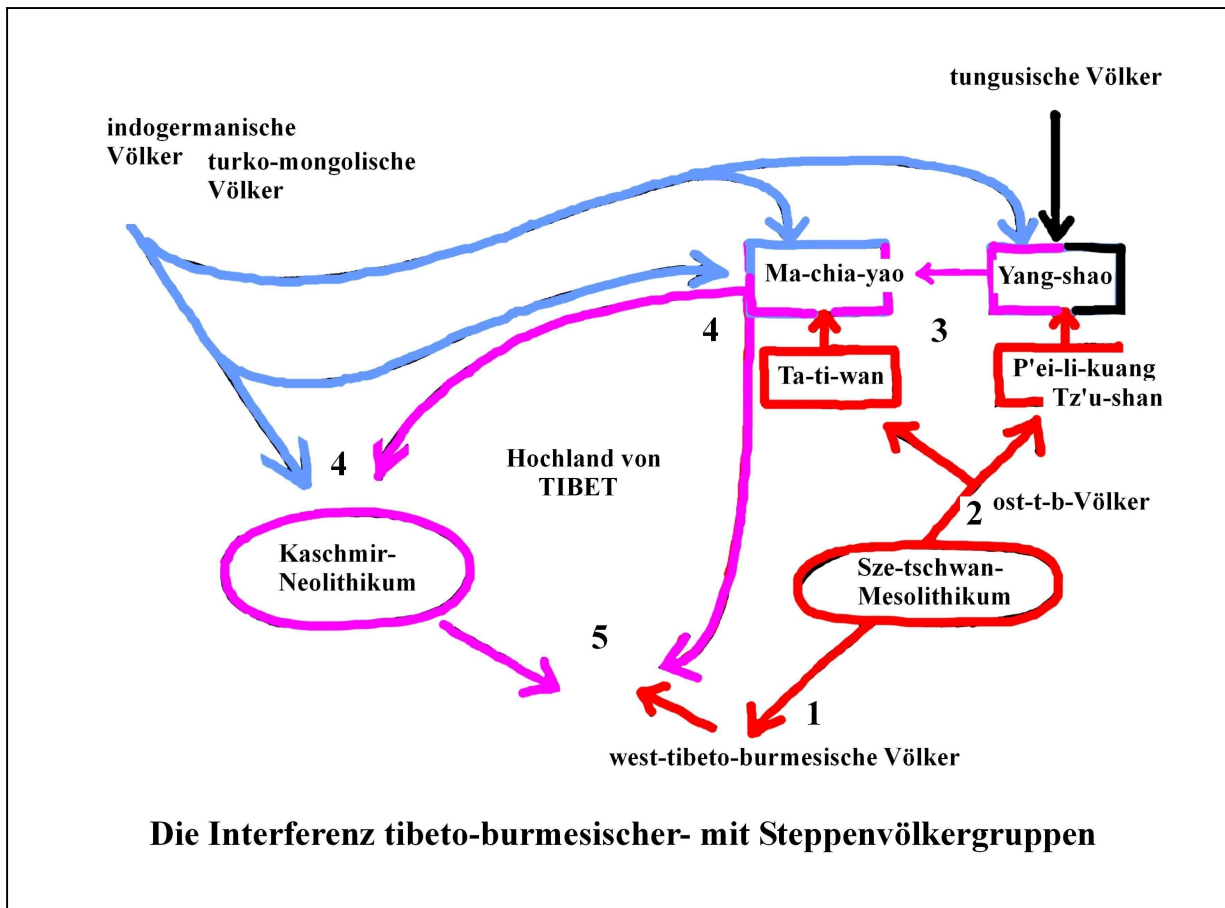 tungusische Völker
indogermanische
Völker
turko-mongolische
Völker
Ma-chia-yao
Yang-shao
4
3
Ta-ti-wan
P'ei-li-kuang
Tz'u-shan
4
Hochland von
TIBET
2
ost-t-b-Völker
Kaschmir-
Neolithikum
Sze-tschwan-
Mesolithikum
5
1
west-tibeto-burmesische Völker
Die Interferenz tibeto-burmesischer- mit Steppenvölkergruppen